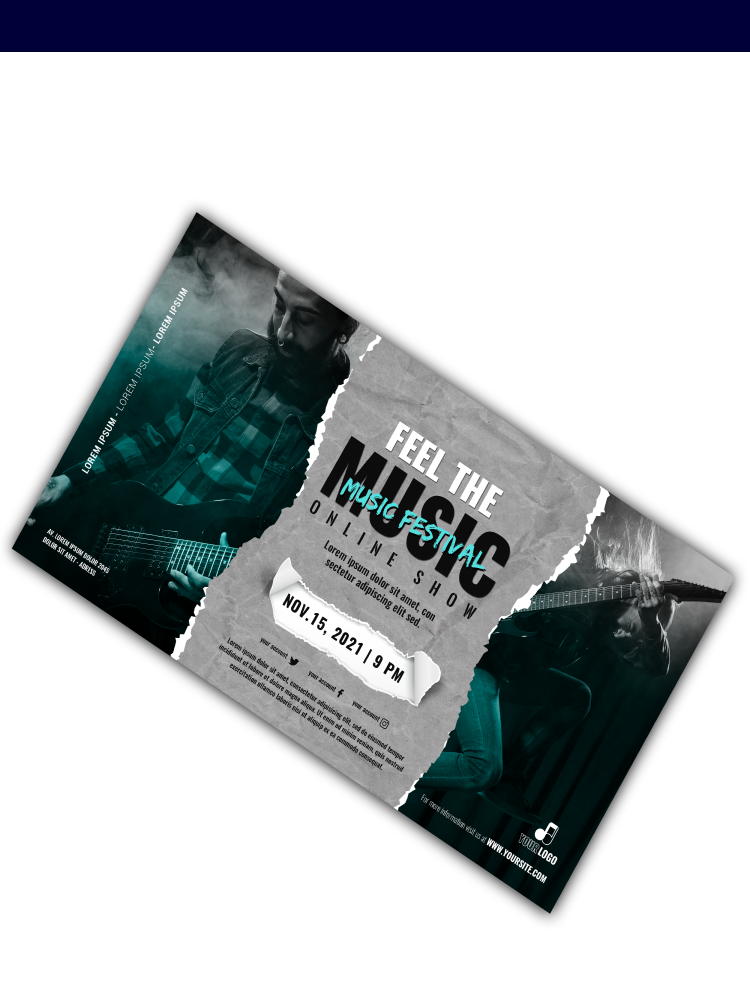 LOREM IPSUM - LOREM IPSUM- LOREM IPSUM
AV. LOREM IPSUM DOLOR 2045
DOLOR SIT AMET - ADRESS
FEEL THE
MUSIC
MUSIC FESTIVAL
ONLINE SHOW
Lorem ipsum dolor sit amet, con
sectetur adipiscing elit sed.
NOV.15, 2021 | 9 PM
your account
your account
your account
Lorem ipsum dolor sit amet, consectetur adipisicing elit, sed do eiusmod tempor
incididunt ut labore et dolore magna aliqua. Ut enim ad minim veniam, quis nostrud
exercitation ullamco laboris nisi ut aliquip ex ea commodo consequat.
For more information visit us at WWW.YOURSITE.COM
YOUR LOGO